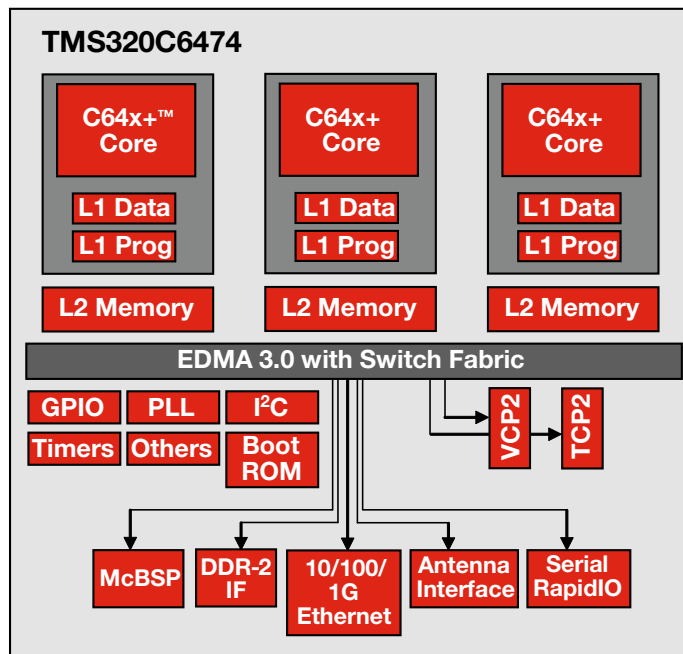 TMS320C6474
C64x+™
Core
C64x+
Core
C64x+
Core
L1 Data
L1 Prog
L1 Data
L1 Prog
L1 Data
L1 Prog
L2 Memory
L2 Memory
L2 Memory
EDMA 3.0 with Switch Fabric
GPIO
PLL
I²C
Timers
Others
Boot
ROM
VCP2
TCP2
McBSP
DDR-2
IF
10/100/
1G
Ethernet
Antenna
Interface
Serial
RapidIO